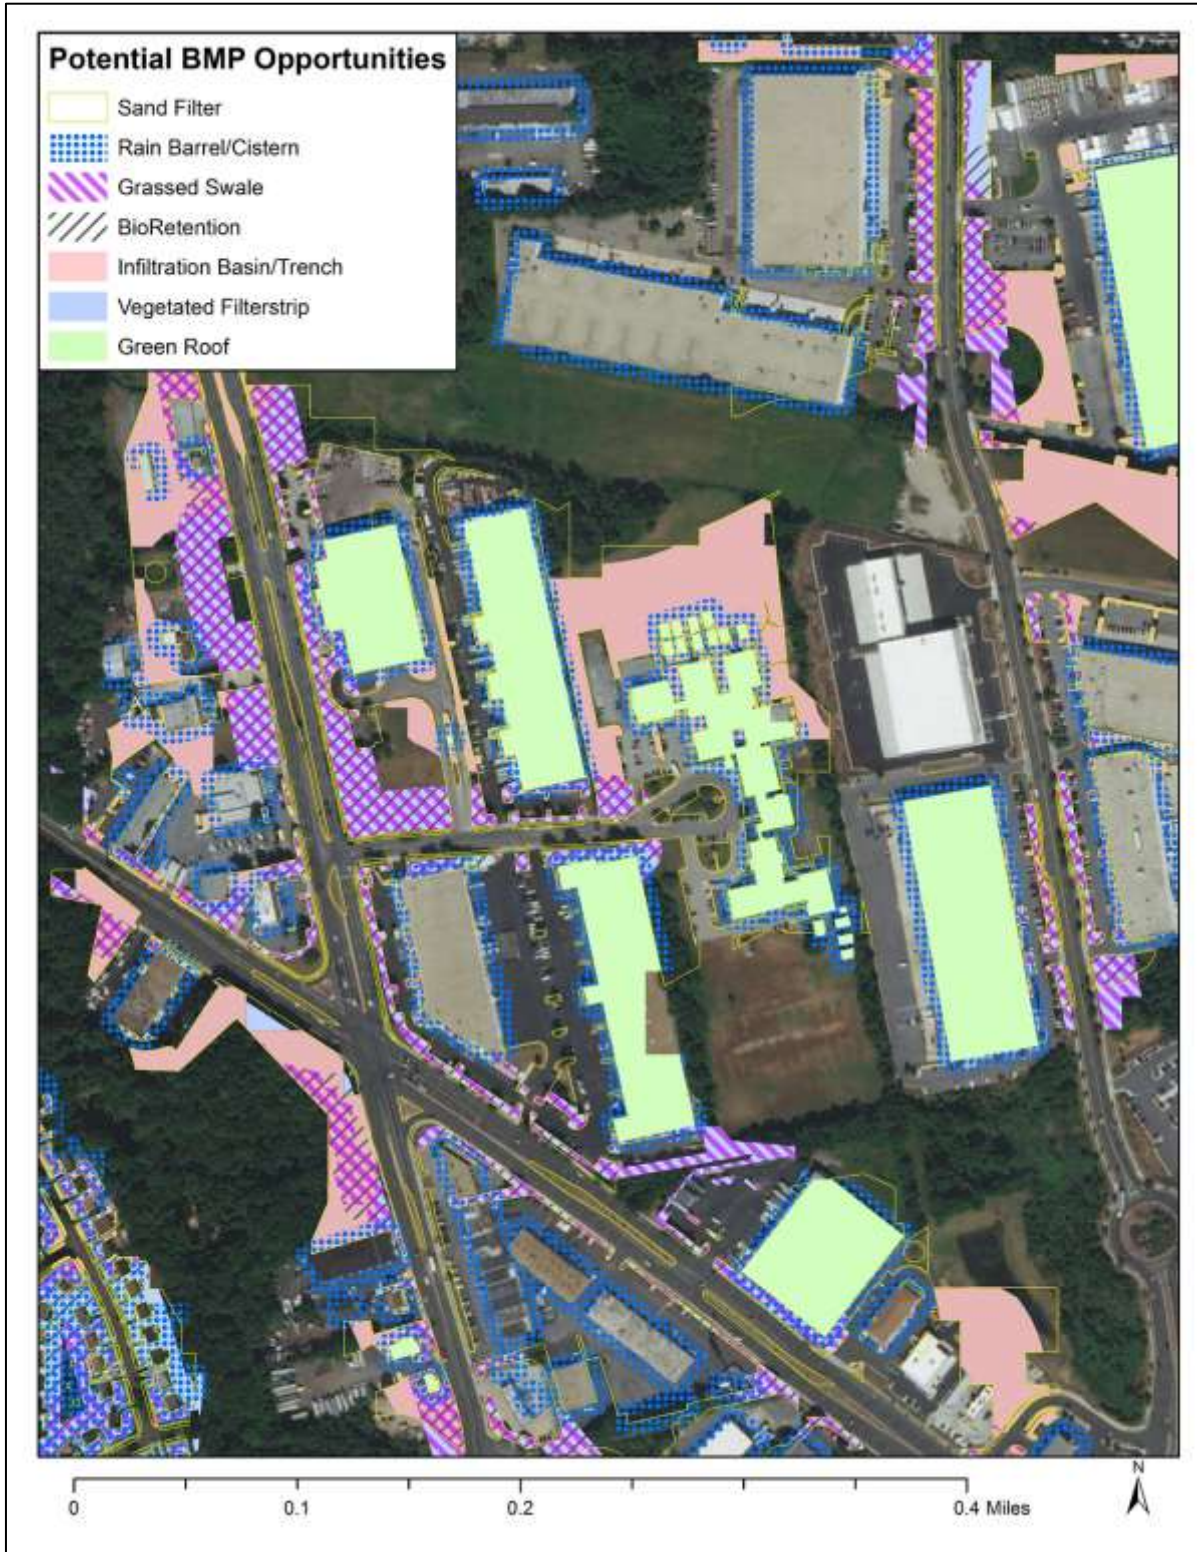 Potential BMP Opportunities
Sand Filter
Rain Barrel/Cistern
Grassed Swale
BioRetention
Infiltration Basin/Trench
Vegetated Filterstrip
Green Roof
N
0 0.1 0.2 0.4 Miles